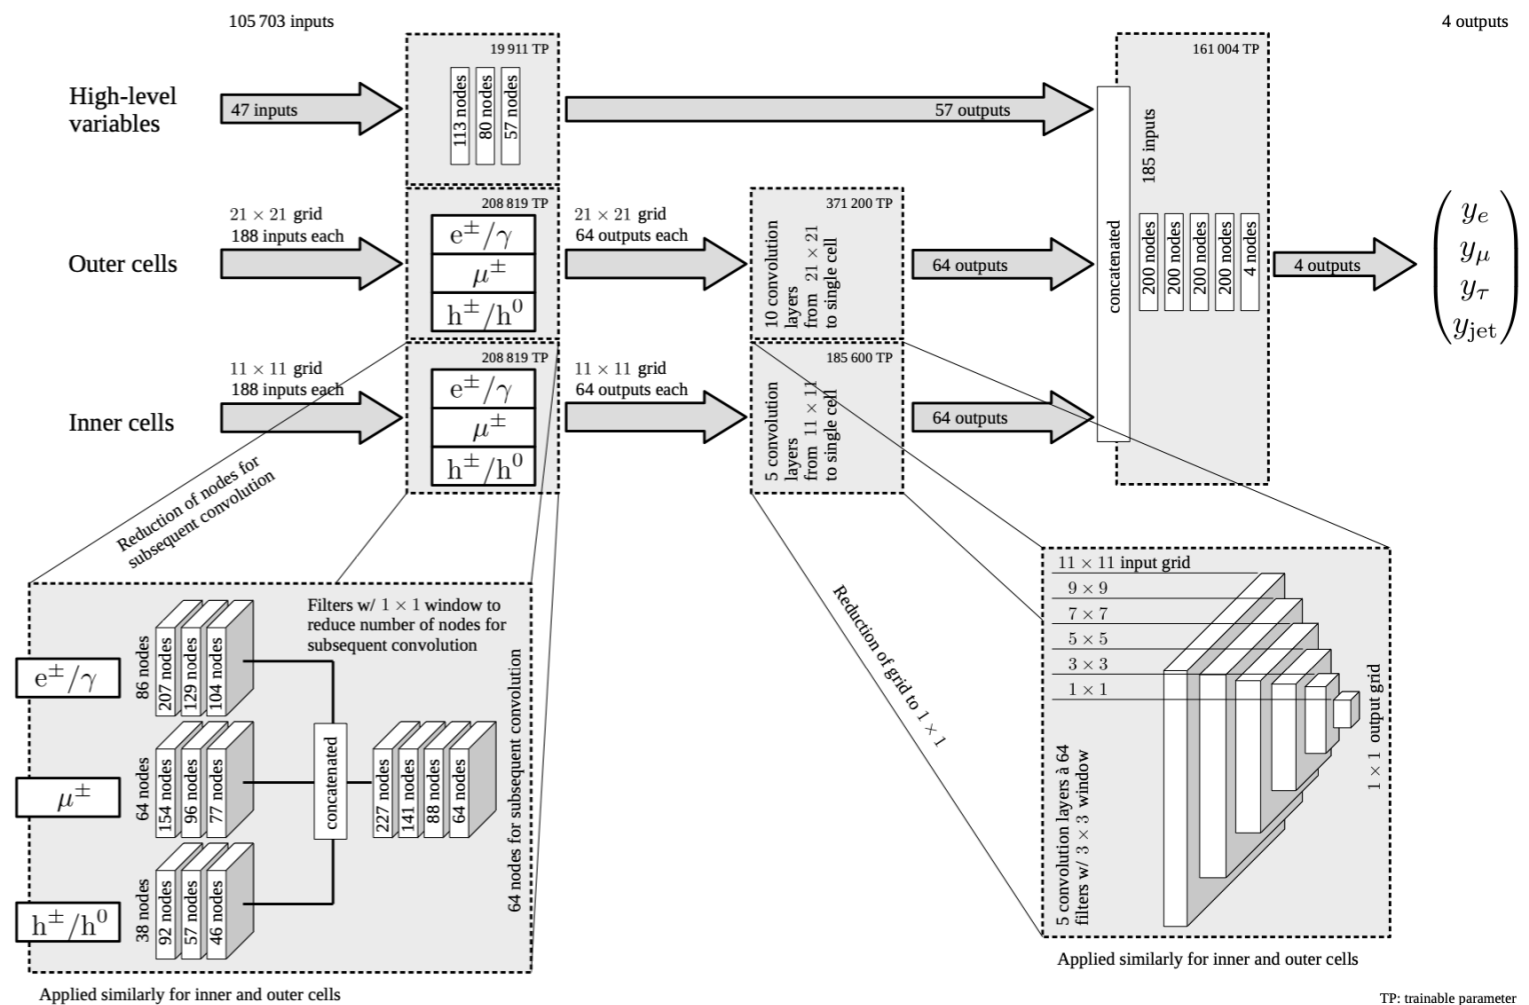 105 703 inputs
4 outputs
High-level
variables
47 inputs
19 911 TP
113 nodes
80 nodes
57 nodes
57 outputs
161 004 TP
concatenated
185 inputs
200 nodes
200 nodes
200 nodes
200 nodes
4 nodes
4 outputs
y_e
y_μ
y_τ
y_jet
Outer cells
21 × 21 grid
188 inputs each
208 819 TP
e±/γ
μ±
h±/h⁰
21 × 21 grid
64 outputs each
371 200 TP
10 convolution
layers
from 21 × 21
to single cell
64 outputs
Inner cells
11 × 11 grid
188 inputs each
208 819 TP
e±/γ
μ±
h±/h⁰
11 × 11 grid
64 outputs each
185 600 TP
5 convolution
layers
from 11 × 11
to single cell
64 outputs
Reduction of nodes for
subsequent convolution
Filters w/ 1 × 1 window to
reduce number of nodes for
subsequent convolution
e±/γ
86 nodes
207 nodes
129 nodes
104 nodes
μ±
64 nodes
154 nodes
96 nodes
77 nodes
h±/h⁰
38 nodes
92 nodes
57 nodes
46 nodes
concatenated
227 nodes
141 nodes
88 nodes
64 nodes
64 nodes for subsequent convolution
Applied similarly for inner and outer cells
Reduction of grid to 1 × 1
11 × 11 input grid
9 × 9
7 × 7
5 × 5
3 × 3
1 × 1
5 convolution layers à 64
filters w/ 3 × 3 window
1 × 1 output grid
Applied similarly for inner and outer cells
TP: trainable parameter